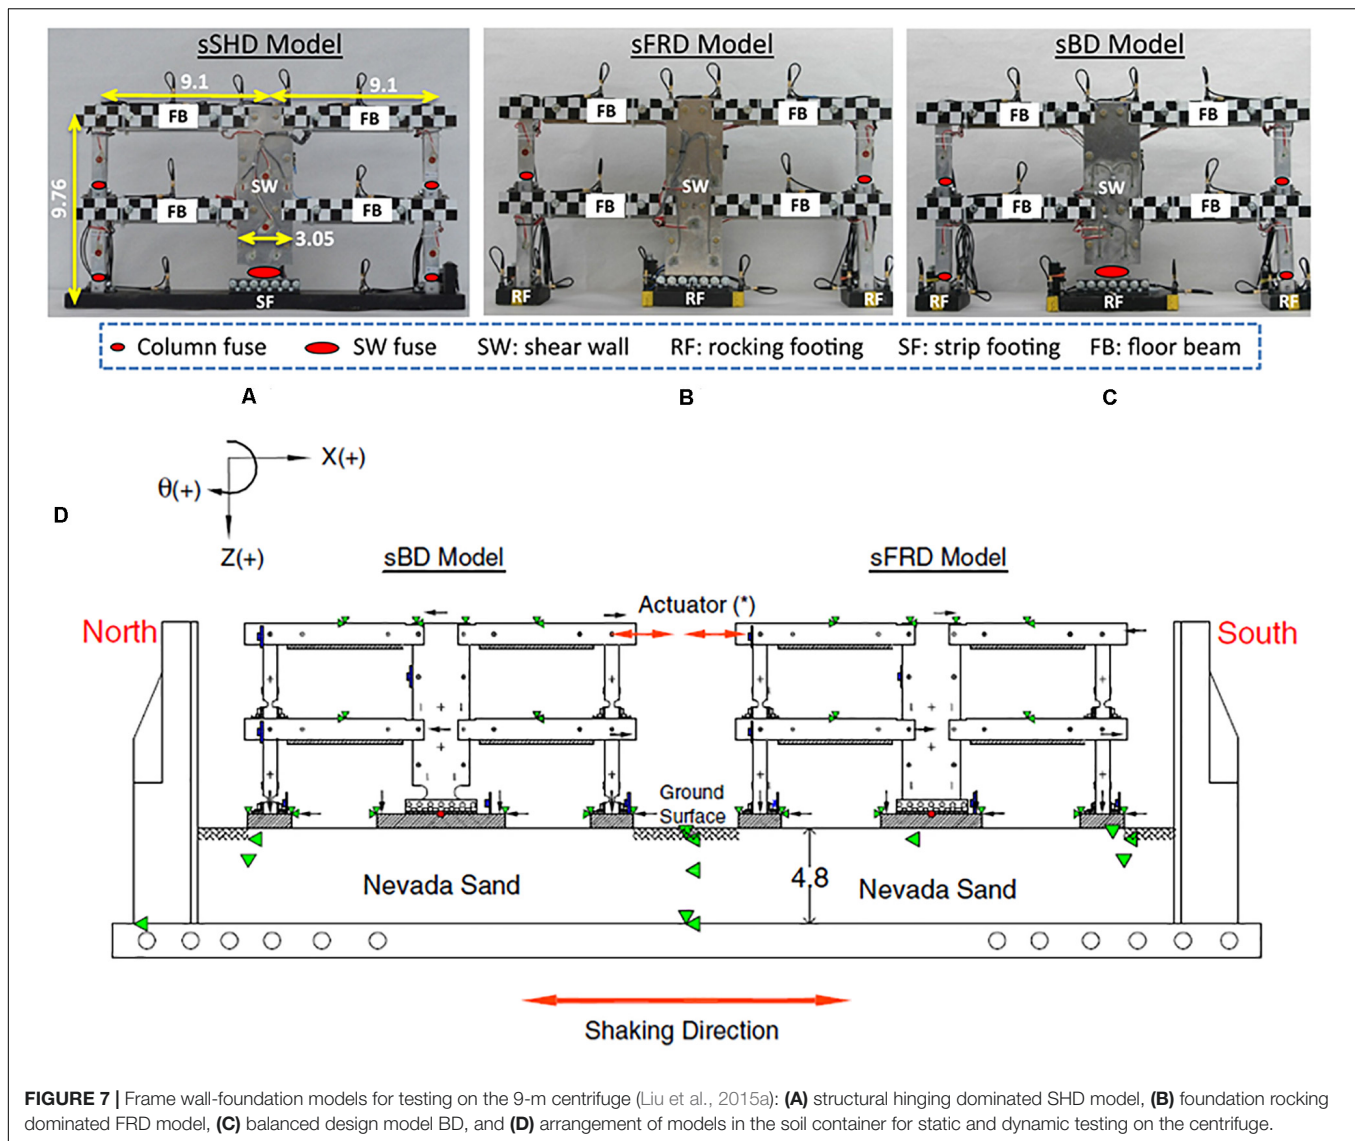 sSHD Model
sFRD Model
sBD Model
9.1
9.1
FB
FB
FB
FB
FB
FB
9.76
SW
SW
SW
FB
FB
FB
FB
FB
FB
3.05
SF
RF
RF
RF
RF
RF
RF
Column fuse
SW fuse
SW: shear wall
RF: rocking footing
SF: strip footing
FB: floor beam
A
B
C
X(+)
θ(+)
D
Z(+)
sBD Model
sFRD Model
Actuator (*)
North
South
Ground
Surface
Nevada Sand
4.8
Nevada Sand
Shaking Direction
FIGURE 7 | Frame wall-foundation models for testing on the 9-m centrifuge (Liu et al., 2015a): (A) structural hinging dominated SHD model, (B) foundation rocking
dominated FRD model, (C) balanced design model BD, and (D) arrangement of models in the soil container for static and dynamic testing on the centrifuge.